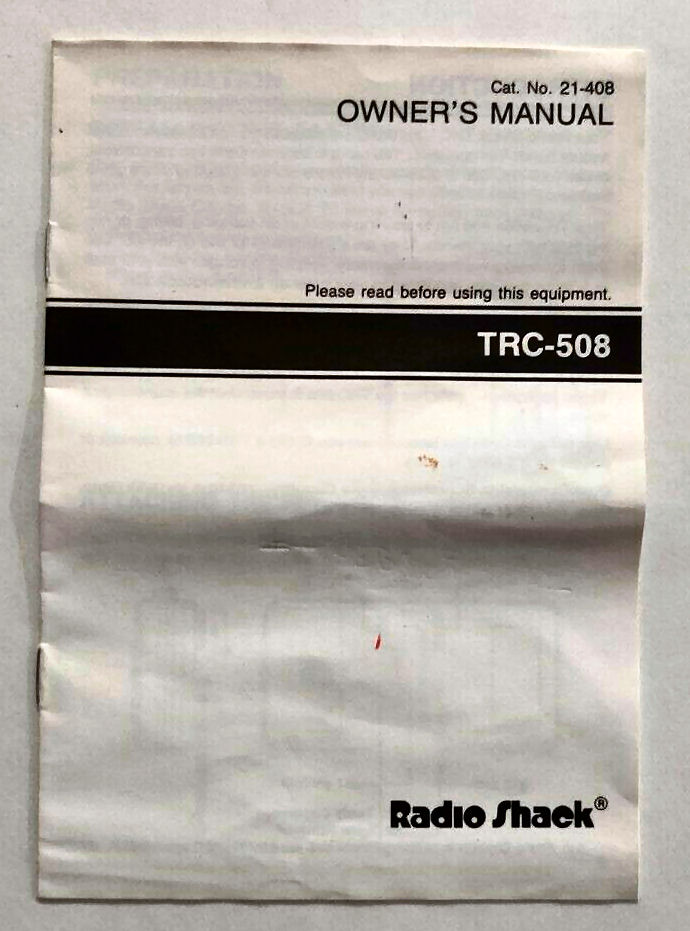 Cat. No. 21-408
OWNER'S MANUAL
Please read before using this equipment.
TRC-508
Radio Shack®